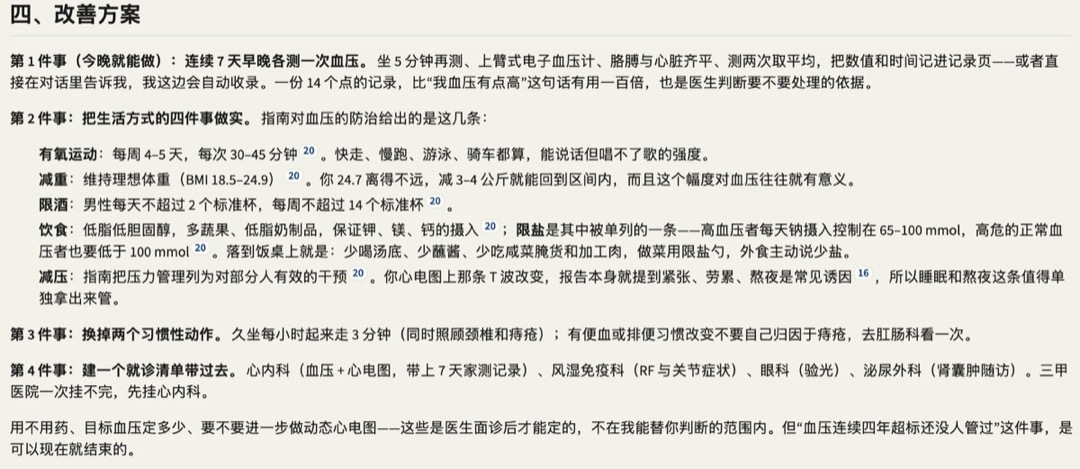 四、改善方案
第1件事（今晚就能做）：连续7天早晚各测一次血压。坐5分钟再测、上臂式电子血压计、胳膊与心脏齐平、测两次取平均，把数值和时间记进记录页——或者直
接在对话里告诉我，我这边会自动收录。一份14个点的记录，比“我血压有点高”这句话有用一百倍，也是医生判断要不要处理的依据。
第2件事：把生活方式的四件事做实。指南对血压的防治给出的是这几条：
有氧运动：每周4–5天，每次30–45分钟 20 。快走、慢跑、游泳、骑车都算，能说话但唱不了歌的强度。
减重：维持理想体重（BMI 18.5–24.9） 20 。你24.7离得不远，减3–4公斤就能回到区间内，而且这个幅度对血压往往就有意义。
限酒：男性每天不超过2个标准杯，每周不超过14个标准杯 20 。
饮食：低脂低胆固醇，多蔬果、低脂奶制品，保证钾、镁、钙的摄入 20 ；限盐是其中被单列的一条——高血压者每天钠摄入控制在65–100 mmol，高危的正常血
压者也要低于100 mmol 20 。落到饭桌上就是：少喝汤底、少蘸酱、少吃咸菜腌货和加工肉，做菜用限盐勺，外食主动说少盐。
减压：指南把压力管理列为对部分人有效的干预 20 。你心电图上那条T波改变，报告本身就提到紧张、劳累、熬夜是常见诱因 16 ，所以睡眠和熬夜这条值得单
独拿出来管。
第3件事：换掉两个习惯性动作。久坐每小时起来走3分钟（同时照顾颈椎和痔疮）；有便血或排便习惯改变不要自己归因于痔疮，去肛肠科看一次。
第4件事：建一个就诊清单带过去。心内科（血压+心电图，带上7天家测记录）、风湿免疫科（RF与关节症状）、眼科（验光）、泌尿外科（肾囊肿随访）。三甲
医院一次挂不完，先挂心内科。
用不用药、目标血压定多少、要不要进一步做动态心电图——这些是医生面诊后才能定的，不在我能替你判断的范围内。但“血压连续四年超标还没人管过”这件事，是
可以现在就结束的。